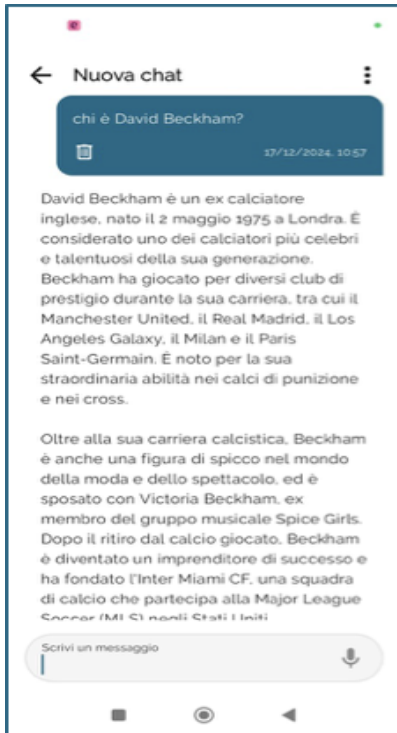 Nuova chat
chi è David Beckham?
17/12/2024, 10:57
David Beckham è un ex calciatore
inglese, nato il 2 maggio 1975 a Londra. È
considerato uno dei calciatori più celebri
e talentuosi della sua generazione.
Beckham ha giocato per diversi club di
prestigio durante la sua carriera, tra cui il
Manchester United, il Real Madrid, il Los
Angeles Galaxy, il Milan e il Paris
Saint-Germain. È noto per la sua
straordinaria abilità nei calci di punizione
e nei cross.
Oltre alla sua carriera calcistica, Beckham
è anche una figura di spicco nel mondo
della moda e dello spettacolo, ed è
sposato con Victoria Beckham, ex
membro del gruppo musicale Spice Girls.
Dopo il ritiro dal calcio giocato, Beckham
è diventato un imprenditore di successo e
ha fondato l'Inter Miami CF, una squadra
di calcio che partecipa alla Major League
Soccer (MLS) negli Stati Uniti
Scrivi un messaggio